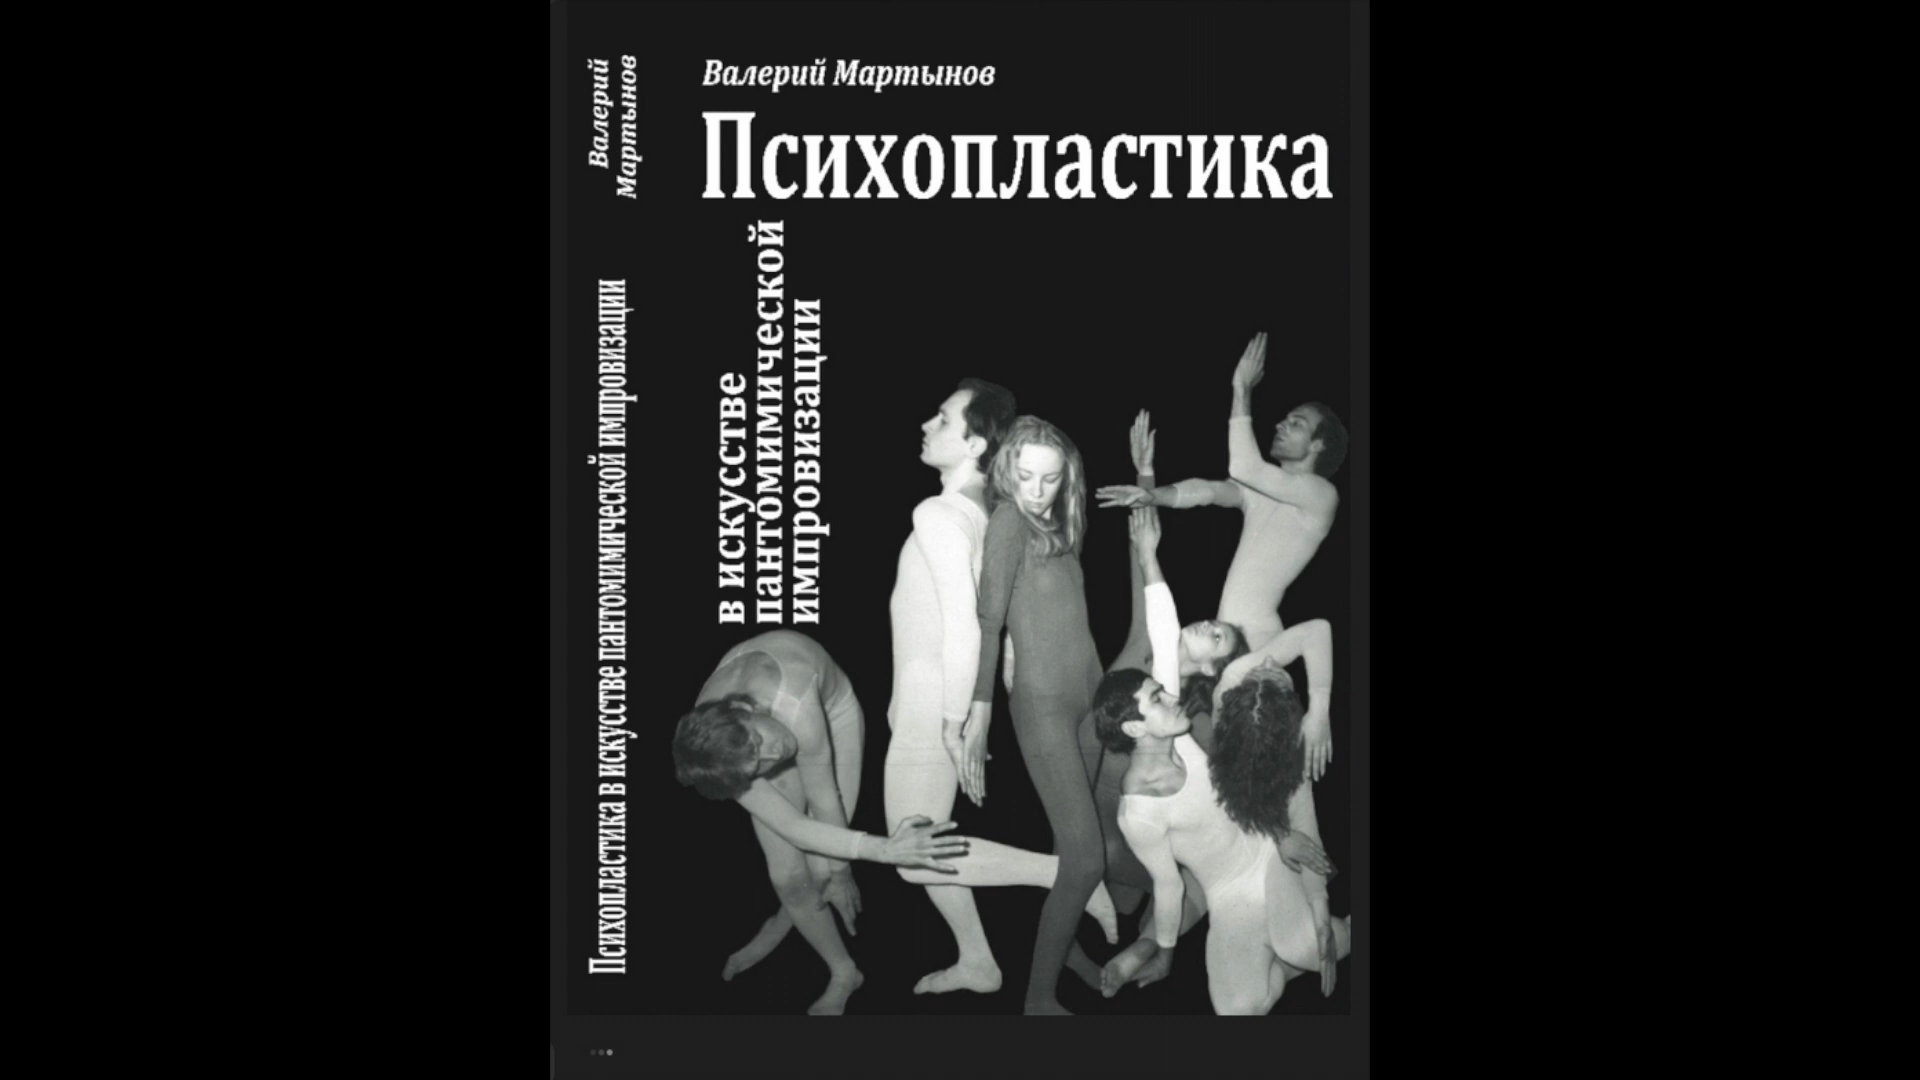 Валерий
Мартынов
Психопластика в искусстве пантомимической импровизации
Валерий Мартынов
Психопластика
в искусстве
пантомимической
импровизации